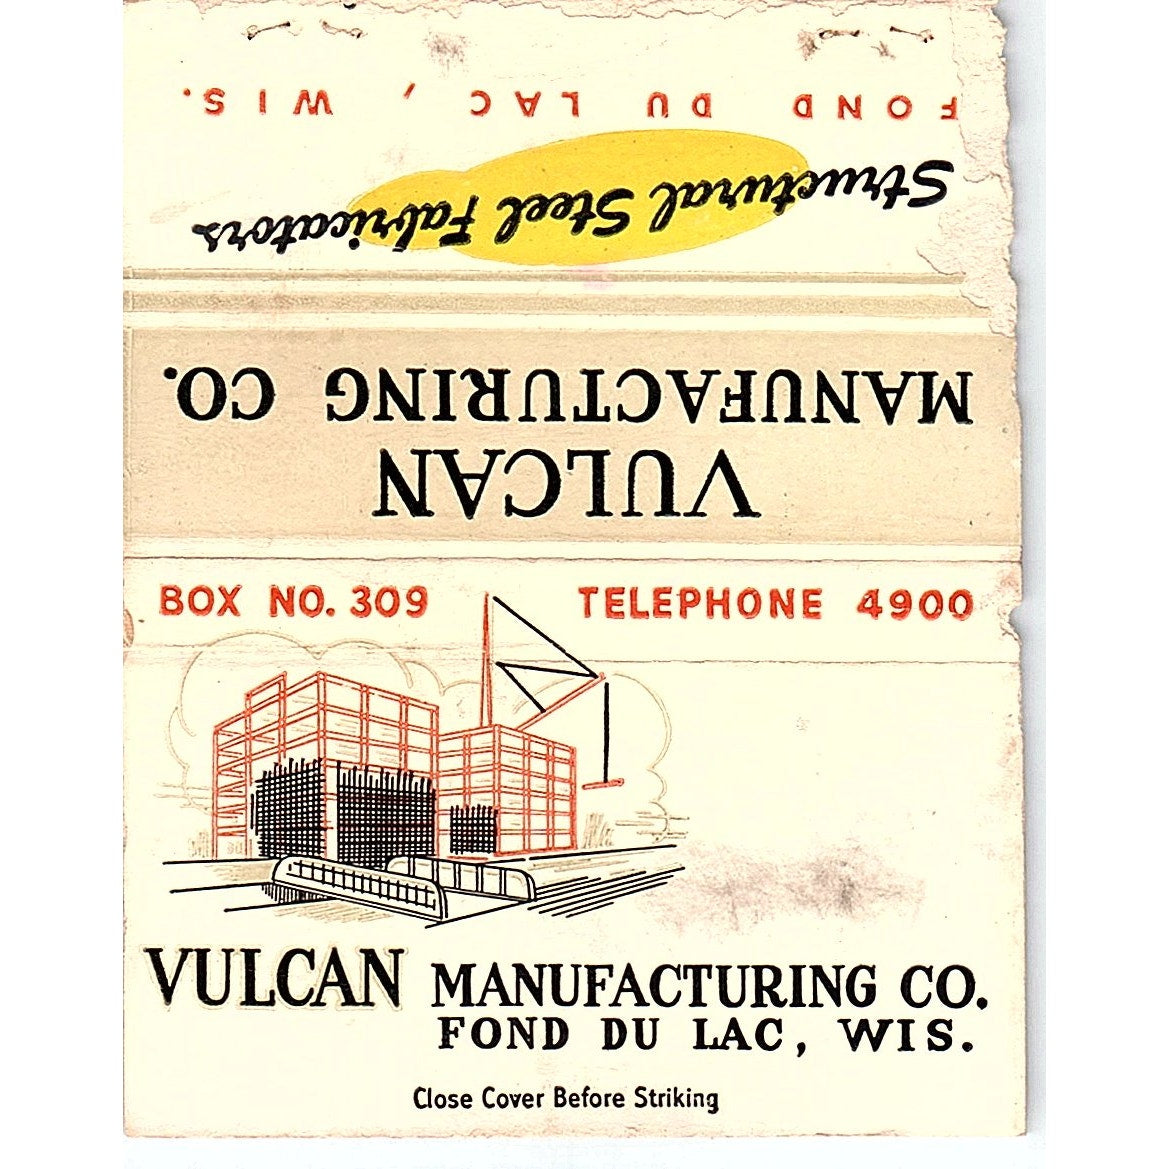 FOND DU LAC, WIS.
Structural Steel Fabricators
VULCAN
MANUFACTURING CO.
BOX NO. 309 TELEPHONE 4900
VULCAN MANUFACTURING CO.
FOND DU LAC, WIS.
Close Cover Before Striking